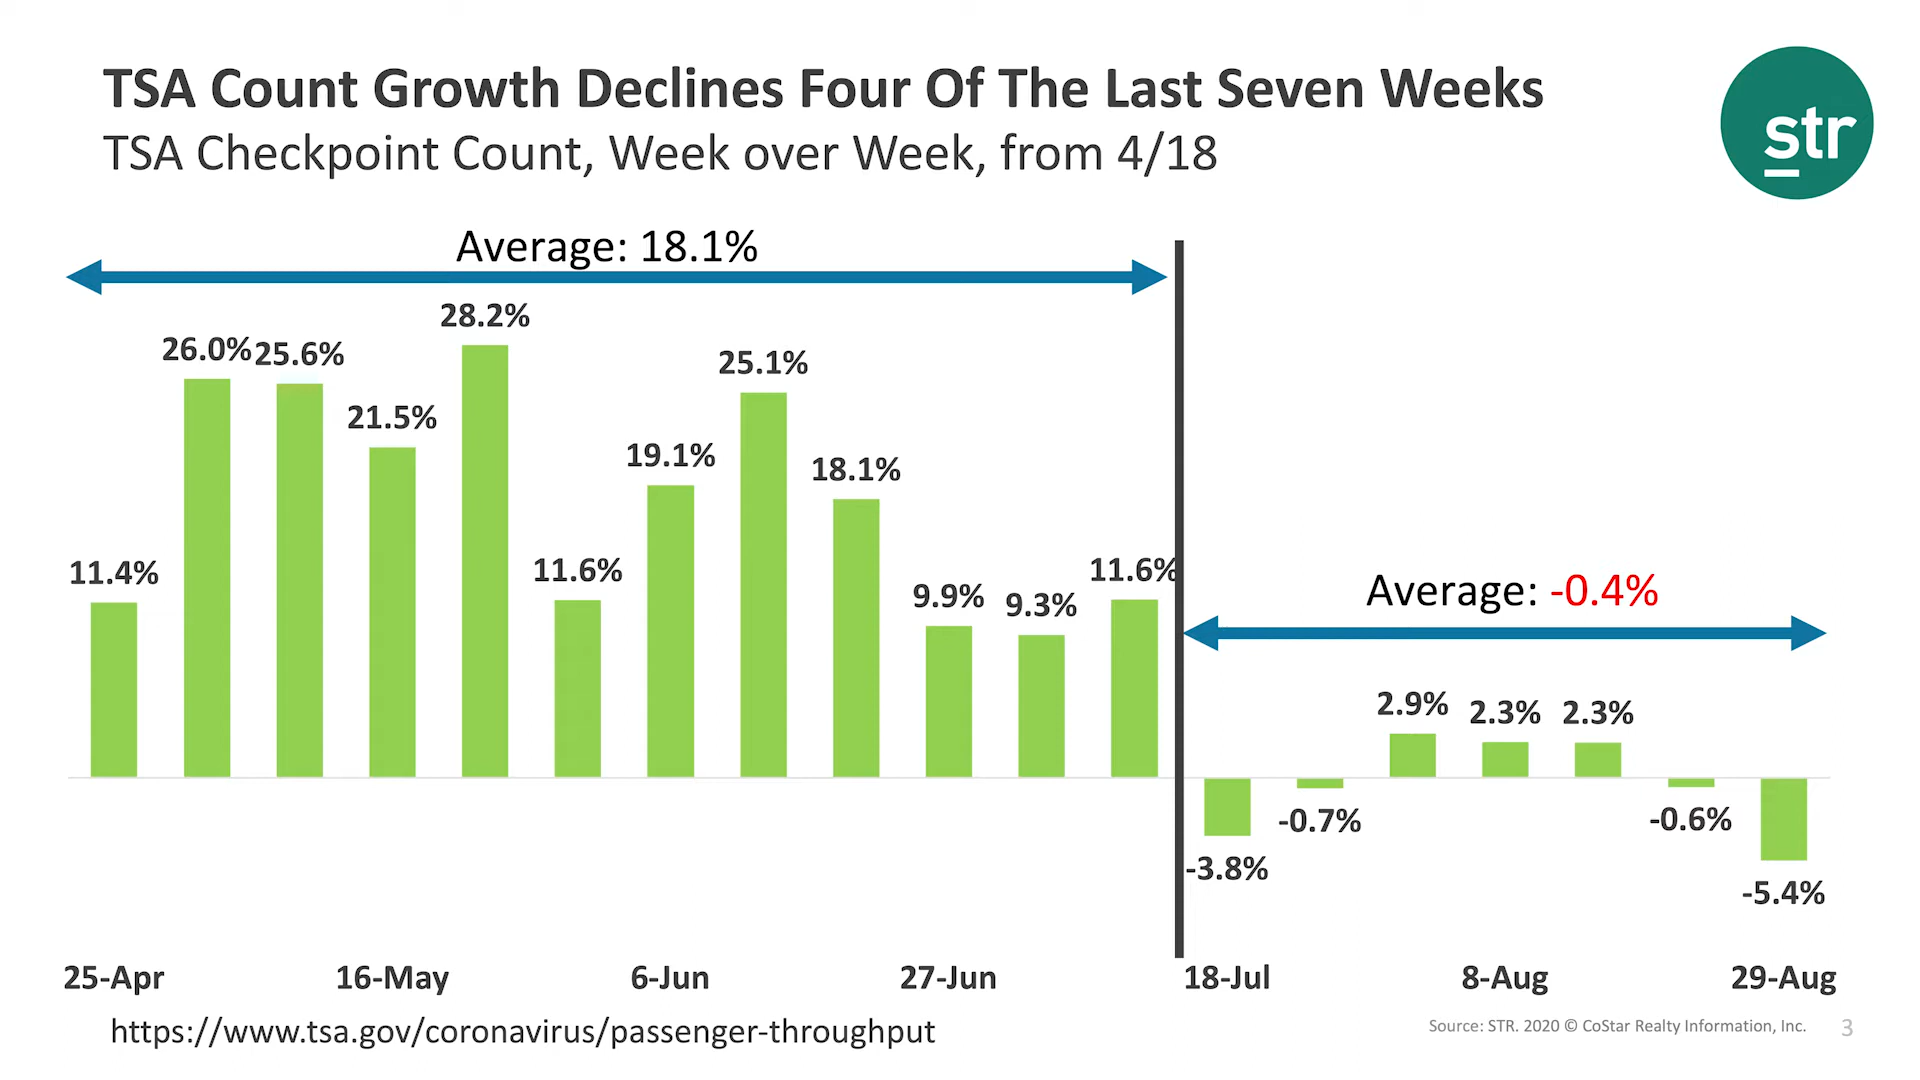 TSA Count Growth Declines Four Of The Last Seven Weeks
TSA Checkpoint Count, Week over Week, from 4/18
str
Average: 18.1%
11.4%
26.0%
25.6%
21.5%
28.2%
11.6%
19.1%
25.1%
18.1%
9.9%
9.3%
11.6%
Average: -0.4%
-3.8%
-0.7%
2.9%
2.3%
2.3%
-0.6%
-5.4%
25-Apr
16-May
6-Jun
27-Jun
18-Jul
8-Aug
29-Aug
https://www.tsa.gov/coronavirus/passenger-throughput
Source: STR. 2020 © CoStar Realty Information, Inc.
3